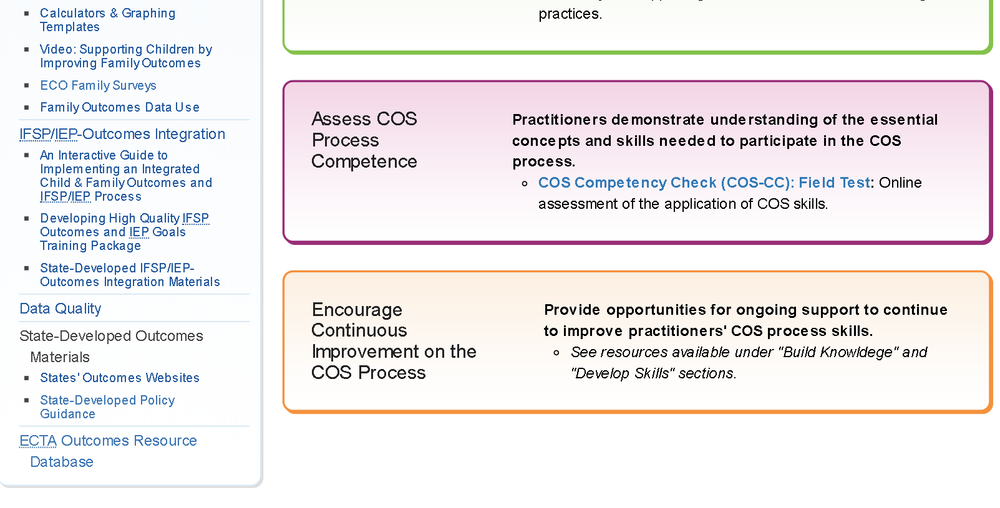 Calculators & Graphing
Templates
Video: Supporting Children by
Improving Family Outcomes
ECO Family Surveys
Family Outcomes Data Use
IFSP/IEP-Outcomes Integration
An Interactive Guide to
Implementing an Integrated
Child & Family Outcomes and
IFSP/IEP Process
Developing High Quality IFSP
Outcomes and IEP Goals
Training Package
State-Developed IFSP/IEP-
Outcomes Integration Materials
Data Quality
State-Developed Outcomes
Materials
States' Outcomes Websites
State-Developed Policy
Guidance
ECTA Outcomes Resource
Database
practices.
Assess COS
Process
Competence
Practitioners demonstrate understanding of the essential
concepts and skills needed to participate in the COS
process.
COS Competency Check (COS-CC): Field Test: Online
assessment of the application of COS skills.
Encourage
Continuous
Improvement on the
COS Process
Provide opportunities for ongoing support to continue
to improve practitioners' COS process skills.
See resources available under "Build Knowldege" and
"Develop Skills" sections.